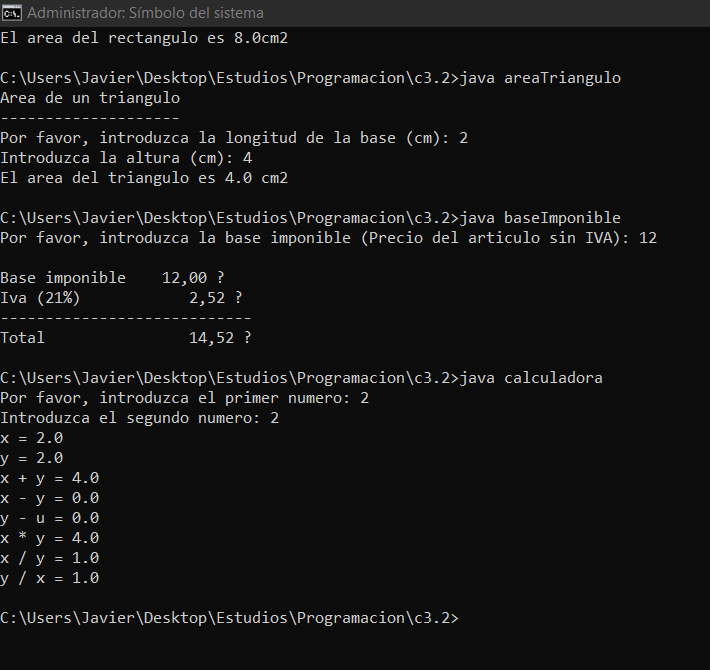 Administrador: Símbolo del sistema
El area del rectangulo es 8.0cm2
C:\Users\Javier\Desktop\Estudios\Programacion\c3.2>java areaTriangulo
Area de un triangulo
--------------------
Por favor, introduzca la longitud de la base (cm): 2
Introduzca la altura (cm): 4
El area del triangulo es 4.0 cm2
C:\Users\Javier\Desktop\Estudios\Programacion\c3.2>java baseImponible
Por favor, introduzca la base imponible (Precio del articulo sin IVA): 12
Base imponible    12,00 ?
Iva (21%)            2,52 ?
----------------------------
Total                14,52 ?
C:\Users\Javier\Desktop\Estudios\Programacion\c3.2>java calculadora
Por favor, introduzca el primer numero: 2
Introduzca el segundo numero: 2
x = 2.0
y = 2.0
x + y = 4.0
x - y = 0.0
y - u = 0.0
x * y = 4.0
x / y = 1.0
y / x = 1.0
C:\Users\Javier\Desktop\Estudios\Programacion\c3.2>